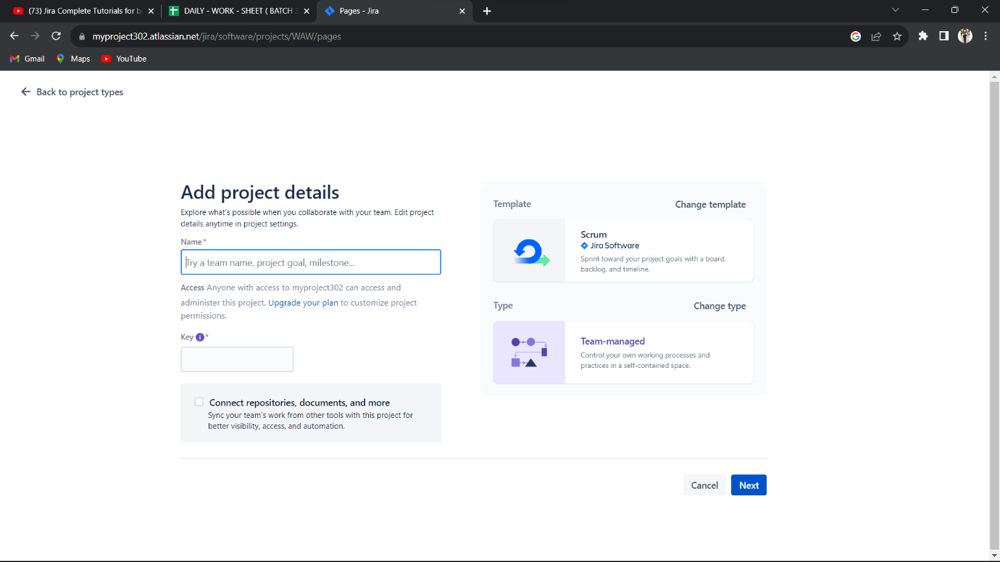 (73) Jira Complete Tutorials for b
DAILY - WORK - SHEET ( BATCH 3
Pages - Jira
myproject302.atlassian.net/jira/software/projects/WAW/pages
Gmail
Maps
YouTube
Back to project types
Add project details
Explore what's possible when you collaborate with your team. Edit project
details anytime in project settings.
Name*
Try a team name, project goal, milestone...
Access Anyone with access to myproject302 can access and
administer this project. Upgrade your plan to customize project
permissions.
Key i *
Connect repositories, documents, and more
Sync your team's work from other tools with this project for
better visibility, access, and automation.
Template
Change template
Scrum
Jira Software
Sprint toward your project goals with a board,
backlog, and timeline.
Type
Change type
Team-managed
Control your own working processes and
practices in a self-contained space.
Cancel
Next